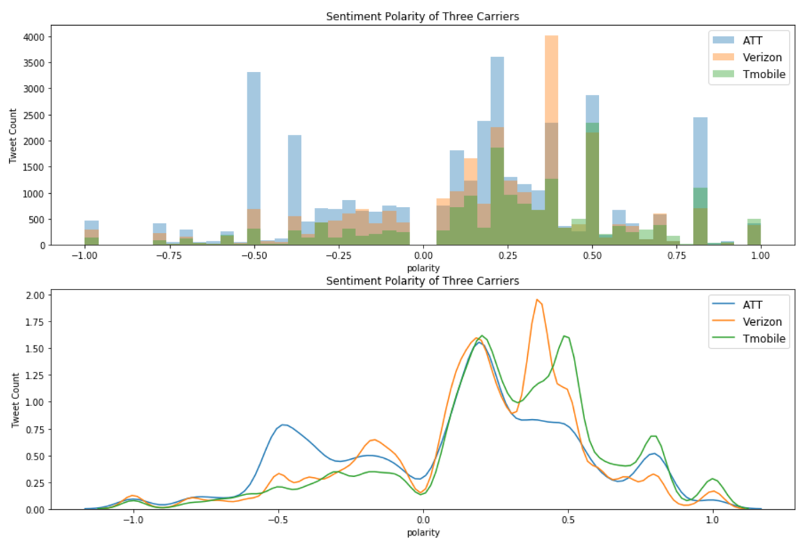 Sentiment Polarity of Three Carriers
4000
3500
3000
2500
2000
1500
1000
500
0
Tweet Count
ATT
Verizon
Tmobile
−1.00 −0.75 −0.50 −0.25 0.00 0.25 0.50 0.75 1.00
polarity
Sentiment Polarity of Three Carriers
2.00
1.75
1.50
1.25
1.00
0.75
0.50
0.25
0.00
Tweet Count
ATT
Verizon
Tmobile
−1.0 −0.5 0.0 0.5 1.0
polarity